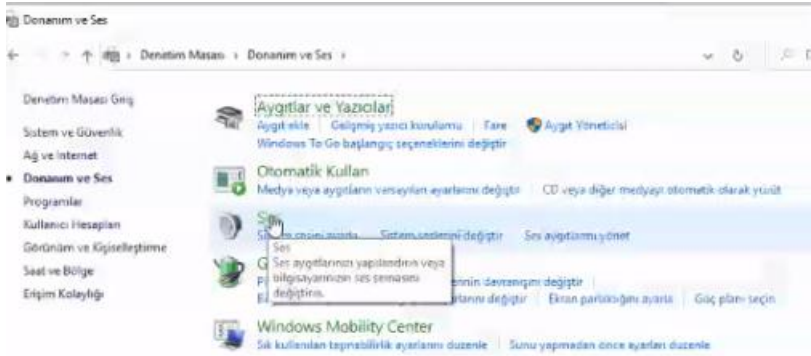 Donanım ve Ses
Denetim Masası › Donanım ve Ses ›
Denetim Masası Giriş
Sistem ve Güvenlik
Ağ ve Internet
Donanım ve Ses
Programlar
Kullanıcı Hesapları
Görünüm ve Kişiselleştirme
Saat ve Bölge
Erişim Kolaylığı
Aygıtlar ve Yazıcılar
Aygıt ekle | Gelişmiş yazıcı kurulumu | Fare | Aygıt Yöneticisi
Windows To Go başlangıç seçeneklerini değiştir
Otomatik Kullan
Medya veya aygıtların varsayılan ayarlarını değiştir | CD veya diğer medyayı otomatik olarak yürüt
Ses
Sistem sesini ayarla | Sistem seslerini değiştir | Ses aygıtlarını yönet
Ses
Ses aygıtlarınızı yapılandırın veya
bilgisayarınızın ses şemasını
değiştirin.
davranışını değiştir
değiştir | Ekran parlaklığını ayarla | Güç planı seçin
Windows Mobility Center
Sık kullanılan taşınabilirlik ayarlarını düzenle | Sunu yapmadan önce ayarları düzenle